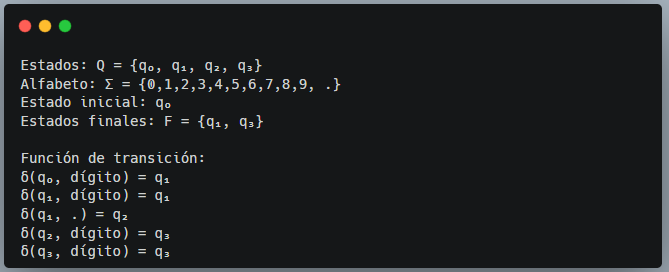 Estados: Q = {q₀, q₁, q₂, q₃}
Alfabeto: Σ = {0,1,2,3,4,5,6,7,8,9, .}
Estado inicial: q₀
Estados finales: F = {q₁, q₃}
Función de transición:
δ(q₀, dígito) = q₁
δ(q₁, dígito) = q₁
δ(q₁, .) = q₂
δ(q₂, dígito) = q₃
δ(q₃, dígito) = q₃